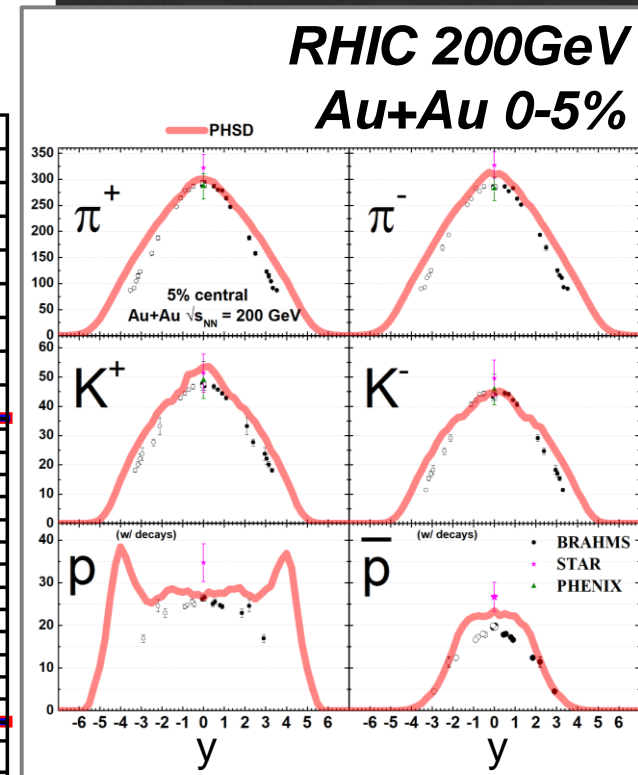 RHIC 200GeV
Au+Au 0-5%
PHSD
350
300
250
200
150
100
50
0
π+
π-
5% central
Au+Au √sNN = 200 GeV
60
50
40
30
20
10
0
K+
K-
40
30
20
10
0
p
(w/ decays)
p̅
(w/ decays)
BRAHMS
STAR
PHENIX
-6 -5 -4 -3 -2 -1 0 1 2 3 4 5 6
-6 -5 -4 -3 -2 -1 0 1 2 3 4 5 6
y
y